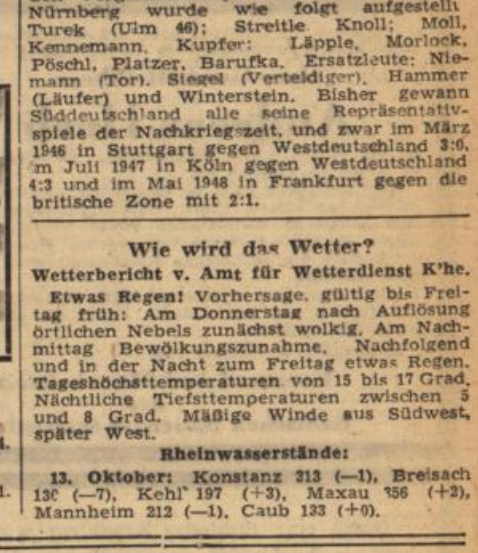 Nürnberg wurde wie folgt aufgestellt
Turek (Ulm 46); Streitle Knoll; Moll,
Kennemann, Kupfer; Läpple, Morlock,
Pöschl, Platzer, Barufka. Ersatzleute: Nie-
mann (Tor). Siegel (Verteidiger). Hammer
(Läufer) und Winterstein. Bisher gewann
Süddeutschland alle seine Repräsentativ-
spiele der Nachkriegszeit, und zwar im März
1946 in Stuttgart gegen Westdeutschland 3:0.
im Juli 1947 in Köln gegen Westdeutschland
4:3 und im Mai 1948 in Frankfurt gegen die
britische Zone mit 2:1.
Wie wird das Wetter?
Wetterbericht v. Amt für Wetterdienst K'he.
Etwas Regen! Vorhersage, gültig bis Frei-
tag früh: Am Donnerstag nach Auflösung
örtlichen Nebels zunächst wolkig. Am Nach-
mittag Bewölkungszunahme. Nachfolgend
und in der Nacht zum Freitag etwas Regen.
Tageshöchsttemperaturen von 15 bis 17 Grad.
Nächtliche Tiefsttemperaturen zwischen 5
und 8 Grad. Mäßige Winde aus Südwest,
später West.
Rheinwasserstände:
13. Oktober: Konstanz 313 (—1), Breisach
130 (—7), Kehl 197 (+3), Maxau 356 (+2),
Mannheim 212 (—1), Caub 133 (+0).